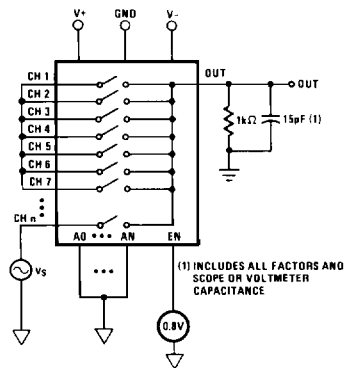 V+ GND V-
OUT
OUT
CH 1
CH 2
CH 3
CH 4
CH 5
CH 6
CH 7
CH n
1kΩ
15pF (1)
A0 ••• AN EN
VS
0.8V
(1) INCLUDES ALL FACTORS AND
SCOPE OR VOLTMETER
CAPACITANCE